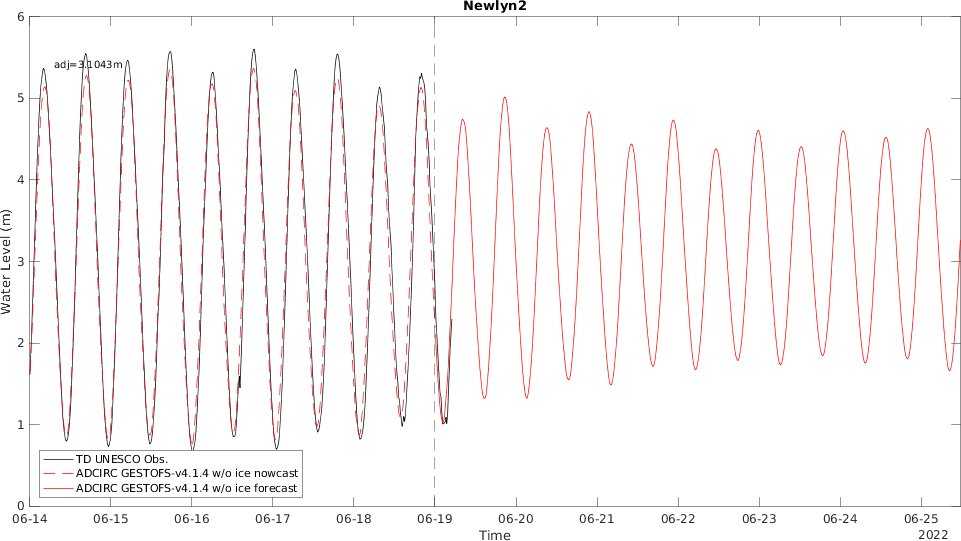 Newlyn2
6
adj=3.1043m
5
4
3
2
1
0
Water Level (m)
TD UNESCO Obs.
ADCIRC GESTOFS-v4.1.4 w/o ice nowcast
ADCIRC GESTOFS-v4.1.4 w/o ice forecast
06-14 06-15 06-16 06-17 06-18 06-19 06-20 06-21 06-22 06-23 06-24 06-25
Time
2022